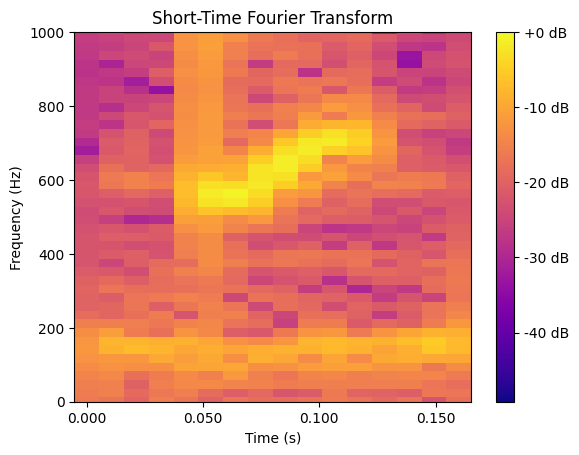 Short-Time Fourier Transform
1000
800
600
400
200
0
Frequency (Hz)
0.000
0.050
0.100
0.150
Time (s)
+0 dB
-10 dB
-20 dB
-30 dB
-40 dB